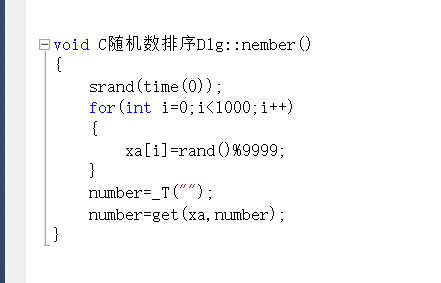 void C随机数排序Dlg::nember()
{
srand(time(0));
for(int i=0;i<1000;i++)
{
xa[i]=rand()%9999;
}
number=_T("");
number=get(xa,number);
}